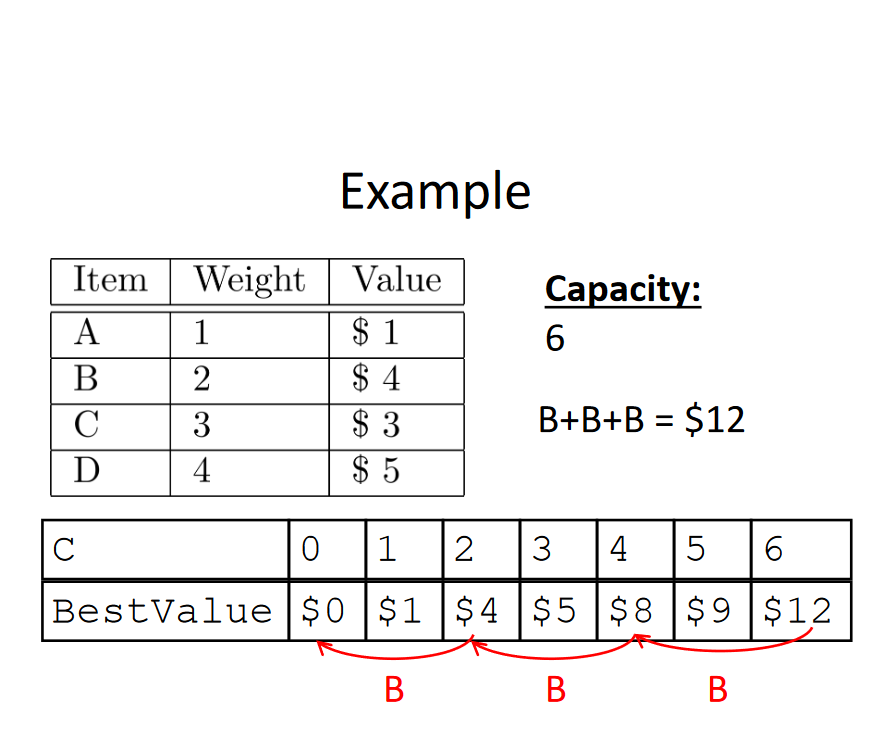 Example
Item Weight Value
A 1 $ 1
B 2 $ 4
C 3 $ 3
D 4 $ 5
Capacity:
6
B+B+B = $12
C 0 1 2 3 4 5 6
BestValue $0 $1 $4 $5 $8 $9 $12
B B B